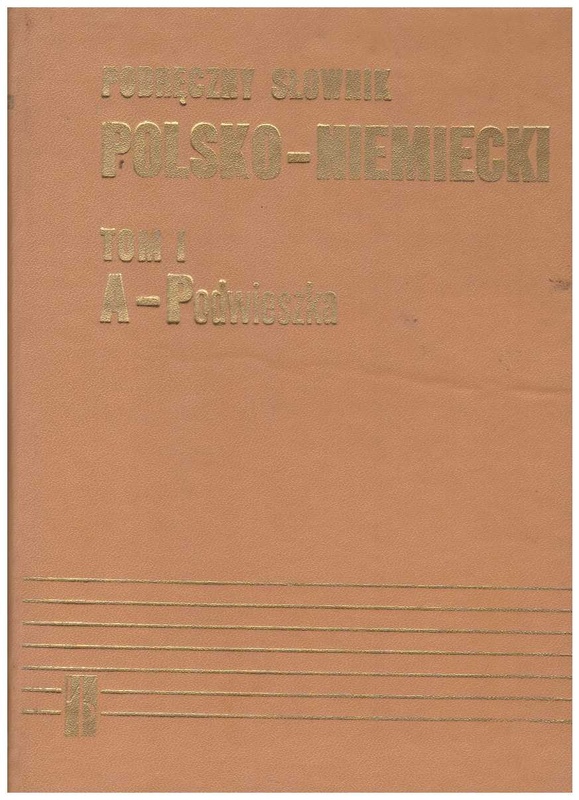 PODRĘCZNY SŁOWNIK
POLSKO-NIEMIECKI
TOM I
A-Podwieszka